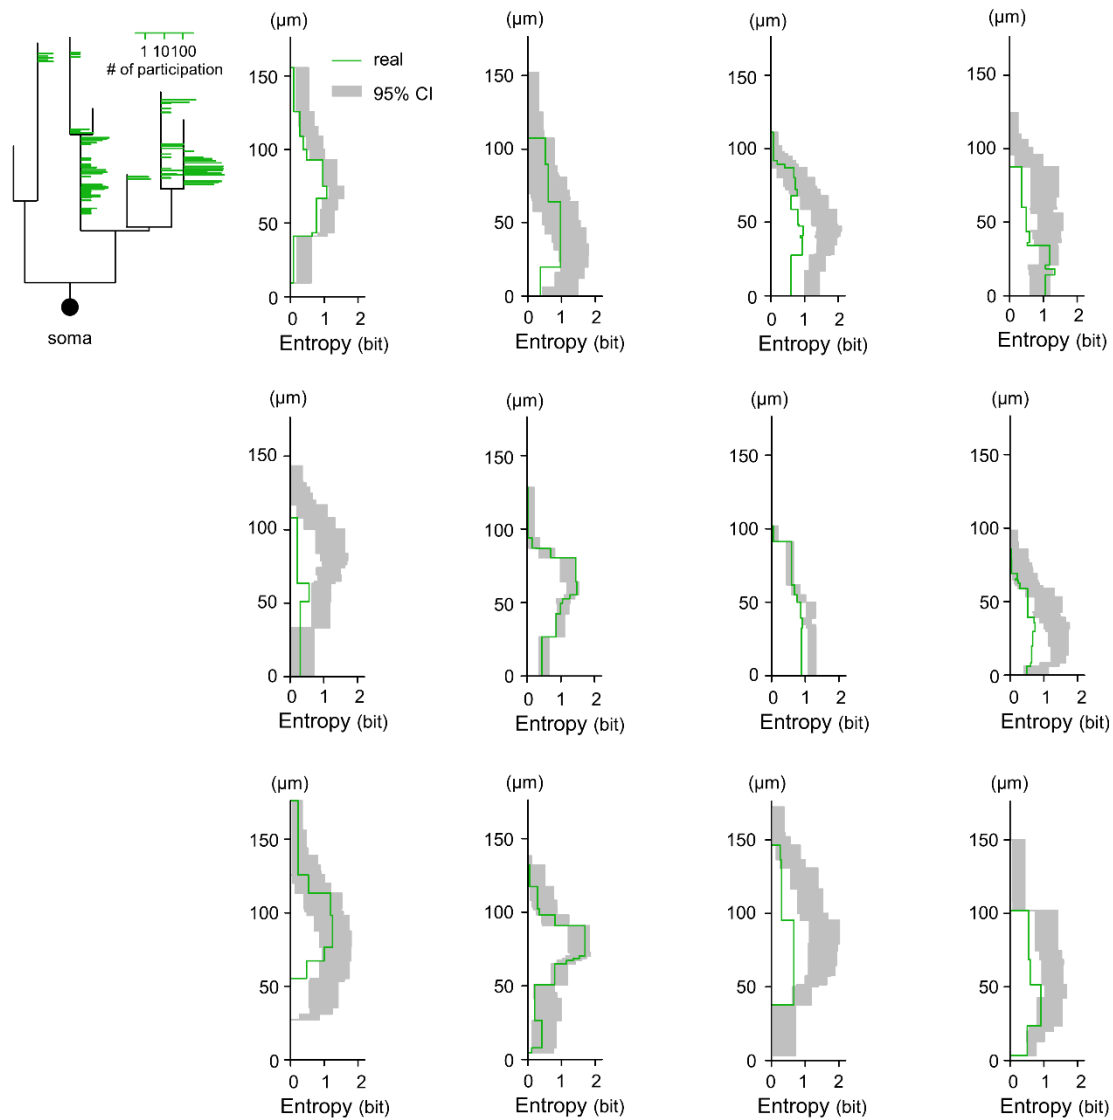 (µm) (µm) (µm) (µm)
1 10 100
# of participation
real
95% CI
150 150 150 150
100 100 100 100
50 50 50 50
0 0 0 0
soma
0 1 2 0 1 2 0 1 2 0 1 2
Entropy (bit) Entropy (bit) Entropy (bit) Entropy (bit)
(µm) (µm) (µm) (µm)
150 150 150 150
100 100 100 100
50 50 50 50
0 0 0 0
0 1 2 0 1 2 0 1 2 0 1 2
Entropy (bit) Entropy (bit) Entropy (bit) Entropy (bit)
(µm) (µm) (µm) (µm)
150 150 150 150
100 100 100 100
50 50 50 50
0 0 0 0
0 1 2 0 1 2 0 1 2 0 1 2
Entropy (bit) Entropy (bit) Entropy (bit) Entropy (bit)